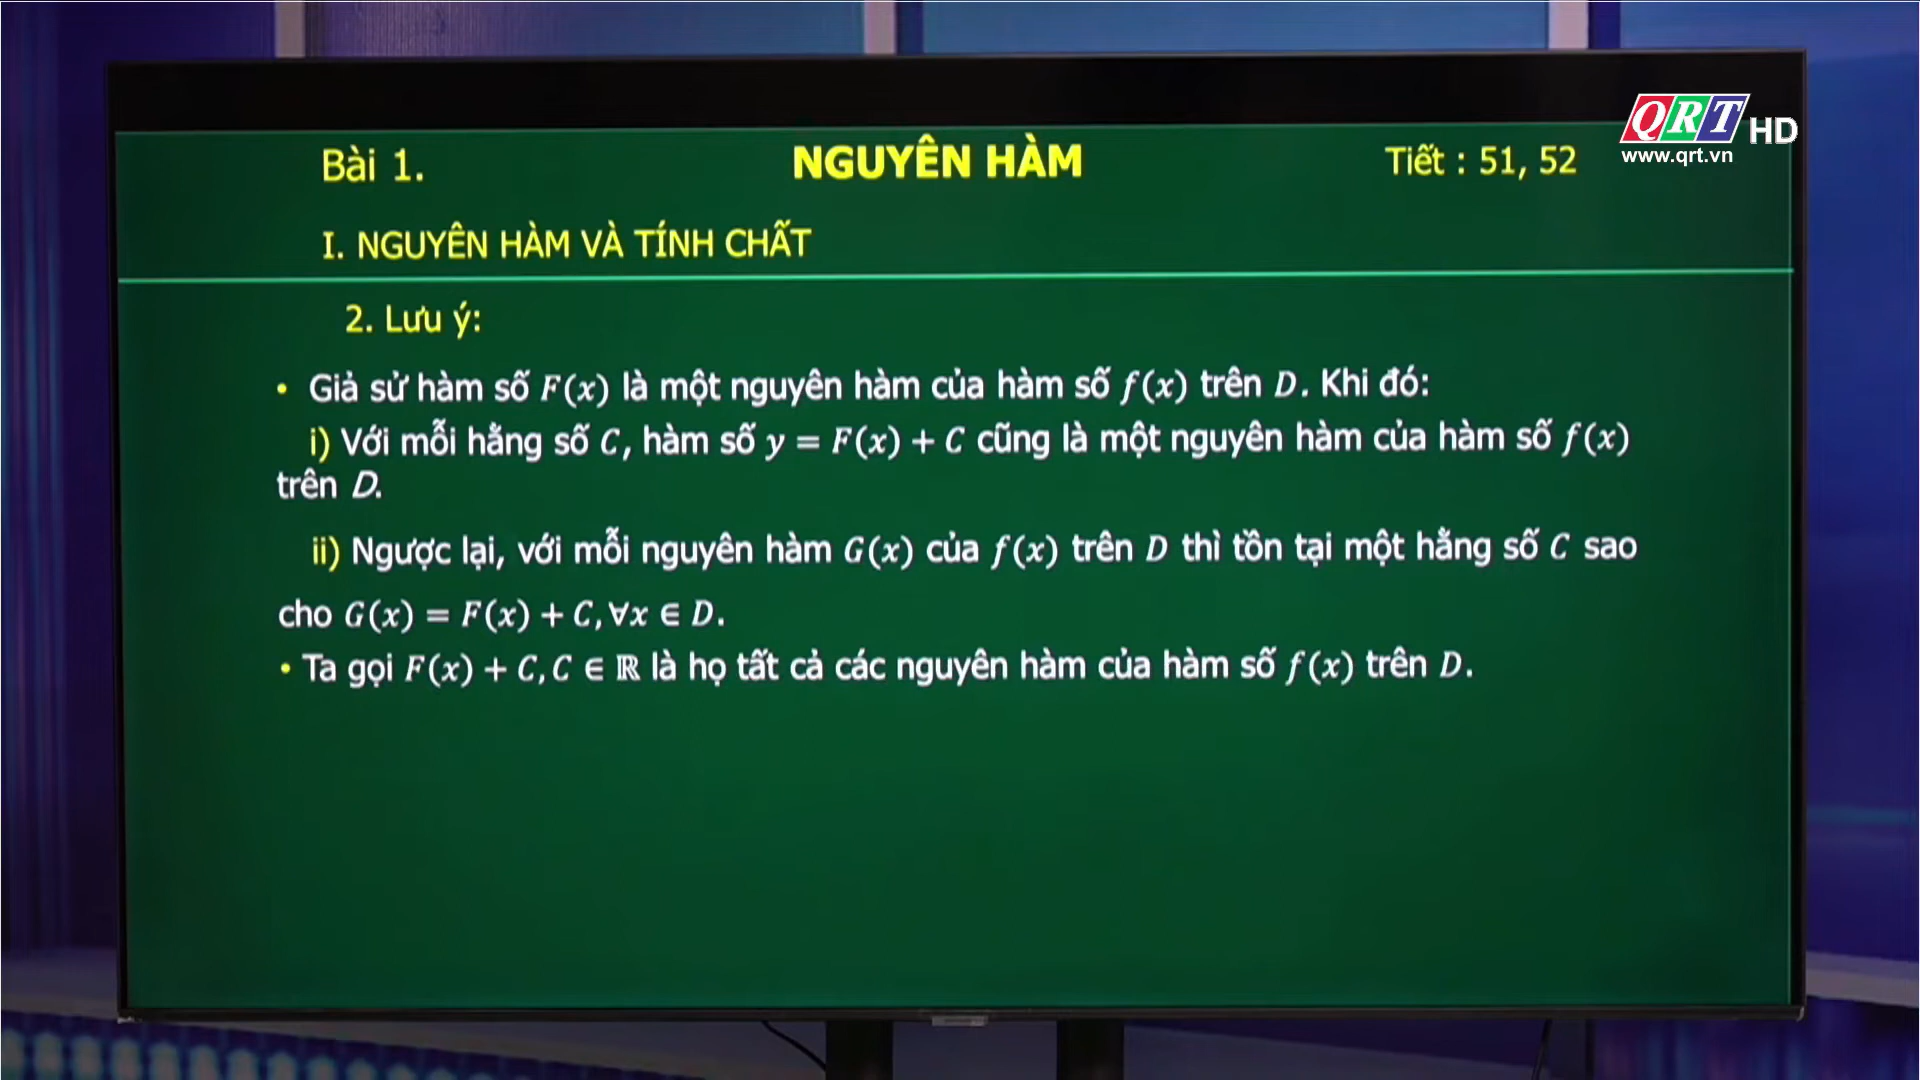 QRT HD
www.qrt.vn
Bài 1. NGUYÊN HÀM Tiết : 51, 52
I. NGUYÊN HÀM VÀ TÍNH CHẤT
2. Lưu ý:
• Giả sử hàm số F(x) là một nguyên hàm của hàm số f(x) trên D. Khi đó:
i) Với mỗi hằng số C, hàm số y = F(x) + C cũng là một nguyên hàm của hàm số f(x)
trên D.
ii) Ngược lại, với mỗi nguyên hàm G(x) của f(x) trên D thì tồn tại một hằng số C sao
cho G(x) = F(x) + C, ∀x ∈ D.
• Ta gọi F(x) + C, C ∈ ℝ là họ tất cả các nguyên hàm của hàm số f(x) trên D.